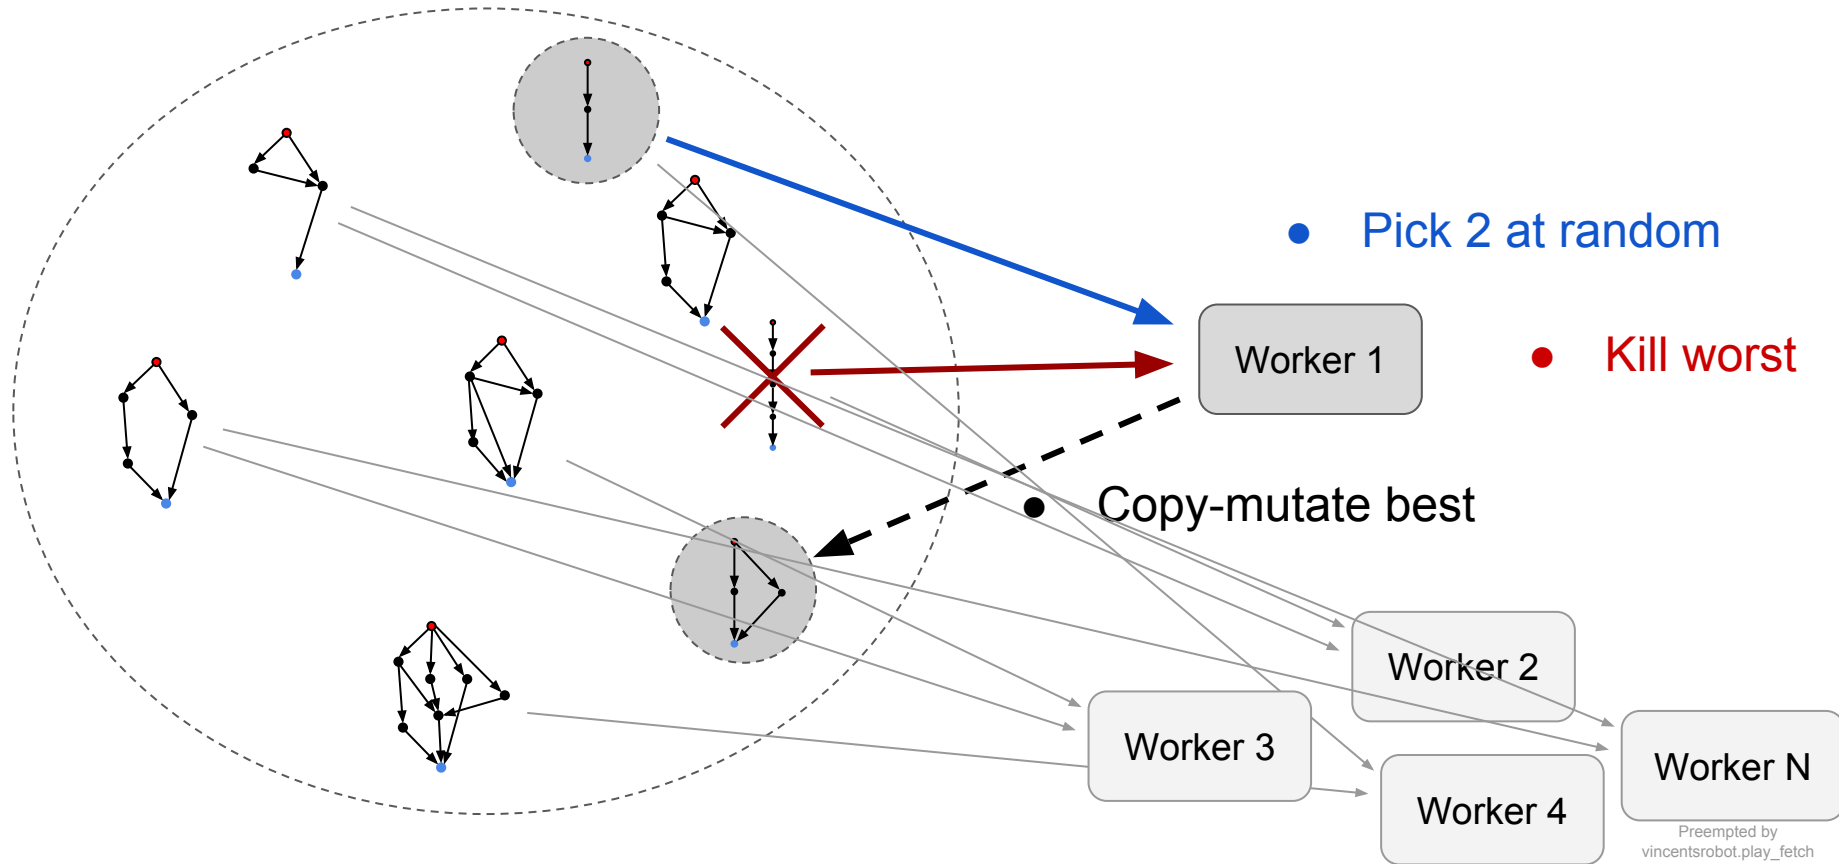 Pick 2 at random
Worker 1
Kill worst
Copy-mutate best
Worker 2
Worker 3
Worker N
Worker 4
Preempted by
vincentsrobot.play_fetch